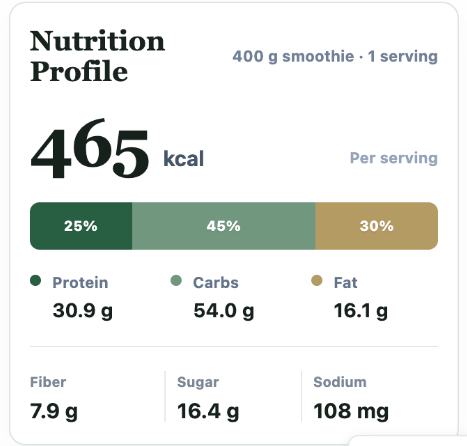 Nutrition
Profile
400 g smoothie · 1 serving
465 kcal
Per serving
25% 45% 30%
Protein Carbs Fat
30.9 g 54.0 g 16.1 g
Fiber Sugar Sodium
7.9 g 16.4 g 108 mg